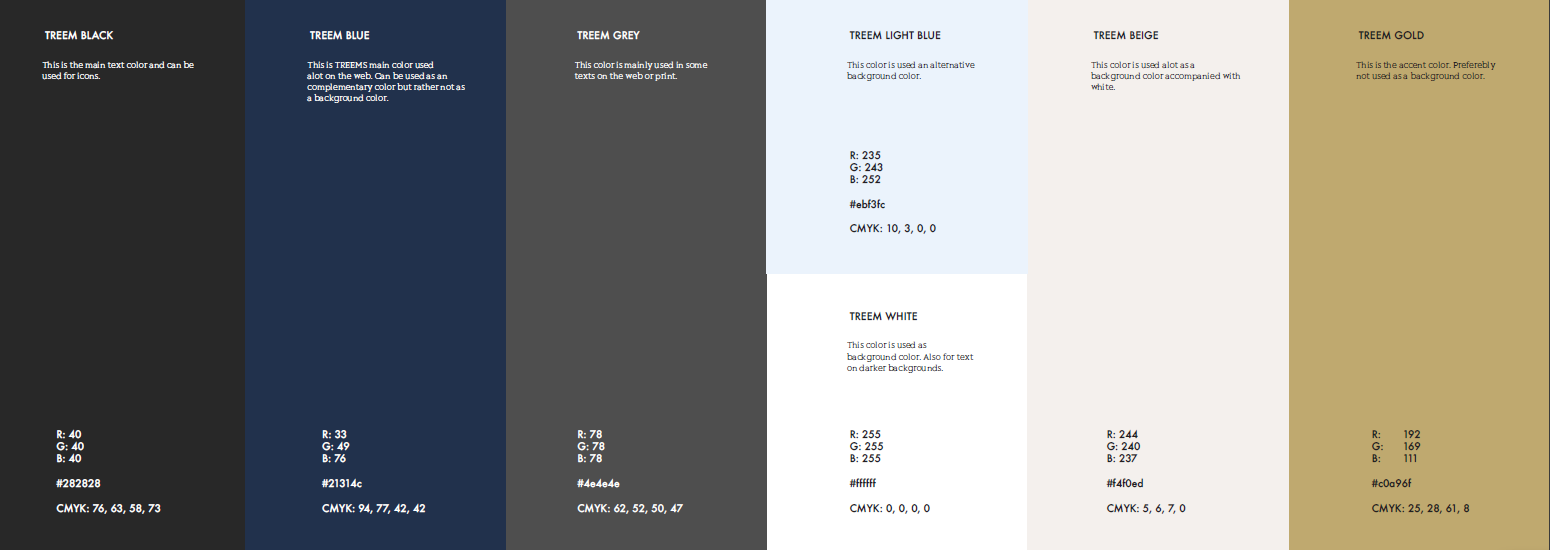 TREEM BLACK
This is the main text color and can be
used for icons.
R: 40
G: 40
B: 40
#282828
CMYK: 76, 63, 58, 73
TREEM BLUE
This is TREEMS main color used
alot on the web. Can be used as an
complementary color but rather not as
a background color.
R: 33
G: 49
B: 76
#21314c
CMYK: 94, 77, 42, 42
TREEM GREY
This color is mainly used in some
texts on the web or print.
R: 78
G: 78
B: 78
#4e4e4e
CMYK: 62, 52, 50, 47
TREEM LIGHT BLUE
This color is used an alternative
background color.
R: 235
G: 243
B: 252
#ebf3fc
CMYK: 10, 3, 0, 0
TREEM WHITE
This color is used as
background color. Also for text
on darker backgrounds.
R: 255
G: 255
B: 255
#ffffff
CMYK: 0, 0, 0, 0
TREEM BEIGE
This color is used alot as a
background color accompanied with
white.
R: 244
G: 240
B: 237
#f4f0ed
CMYK: 5, 6, 7, 0
TREEM GOLD
This is the accent color. Preferebly
not used as a background color.
R: 192
G: 169
B: 111
#c0a96f
CMYK: 25, 28, 61, 8